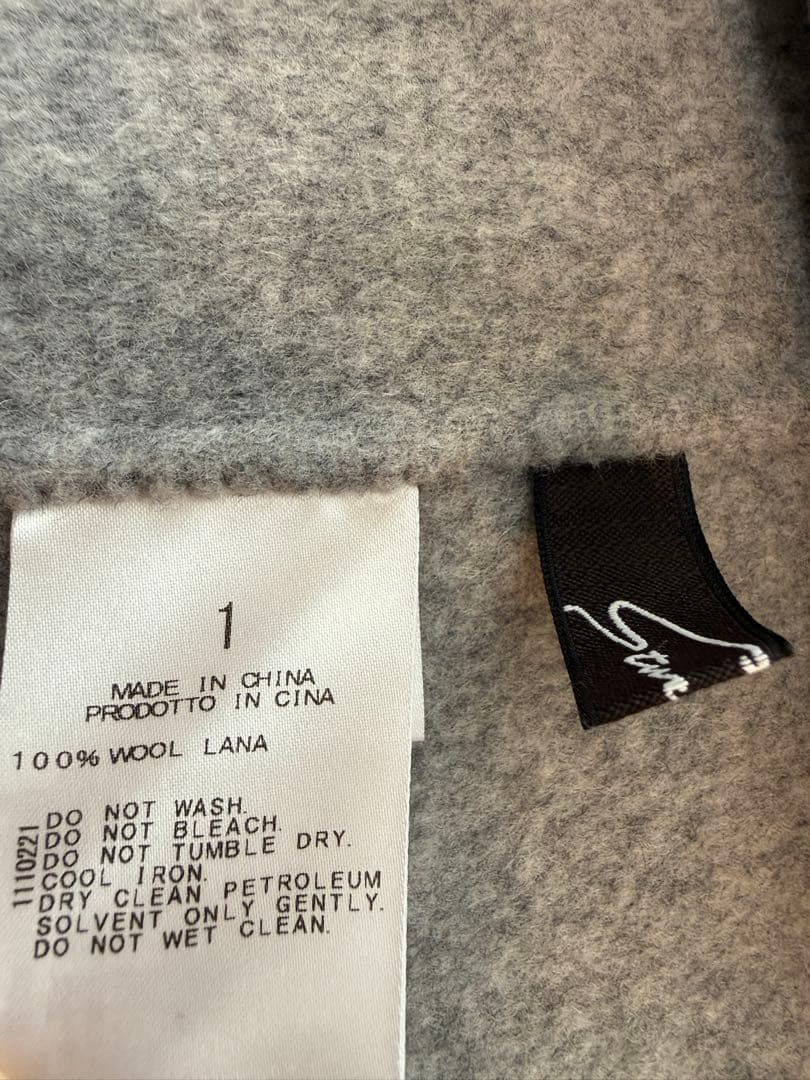 1
MADE IN CHINA
PRODOTTO IN CINA
100% WOOL LANA
1110221
DO NOT WASH.
DO NOT BLEACH.
DO NOT TUMBLE DRY.
COOL IRON.
DRY CLEAN PETROLEUM
SOLVENT ONLY GENTLY.
DO NOT WET CLEAN.